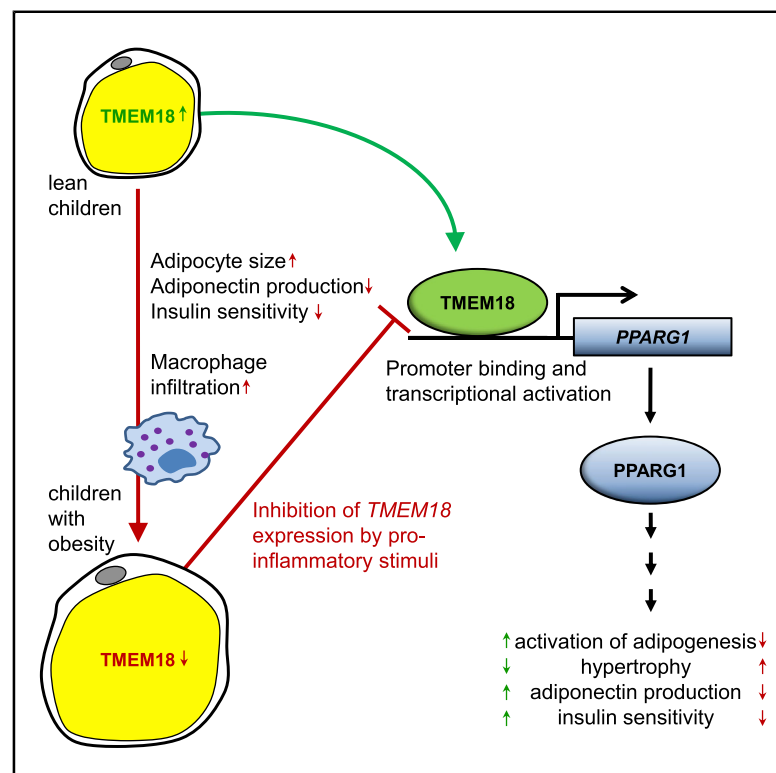 TMEM18↑
lean
children
Adipocyte size↑
Adiponectin production↓
Insulin sensitivity ↓
Macrophage
infiltration↑
children
with
obesity
TMEM18↓
Inhibition of TMEM18
expression by pro-
inflammatory stimuli
TMEM18
PPARG1
Promoter binding and
transcriptional activation
PPARG1
↑ activation of adipogenesis ↓
↓ hypertrophy ↑
↑ adiponectin production ↓
↑ insulin sensitivity ↓